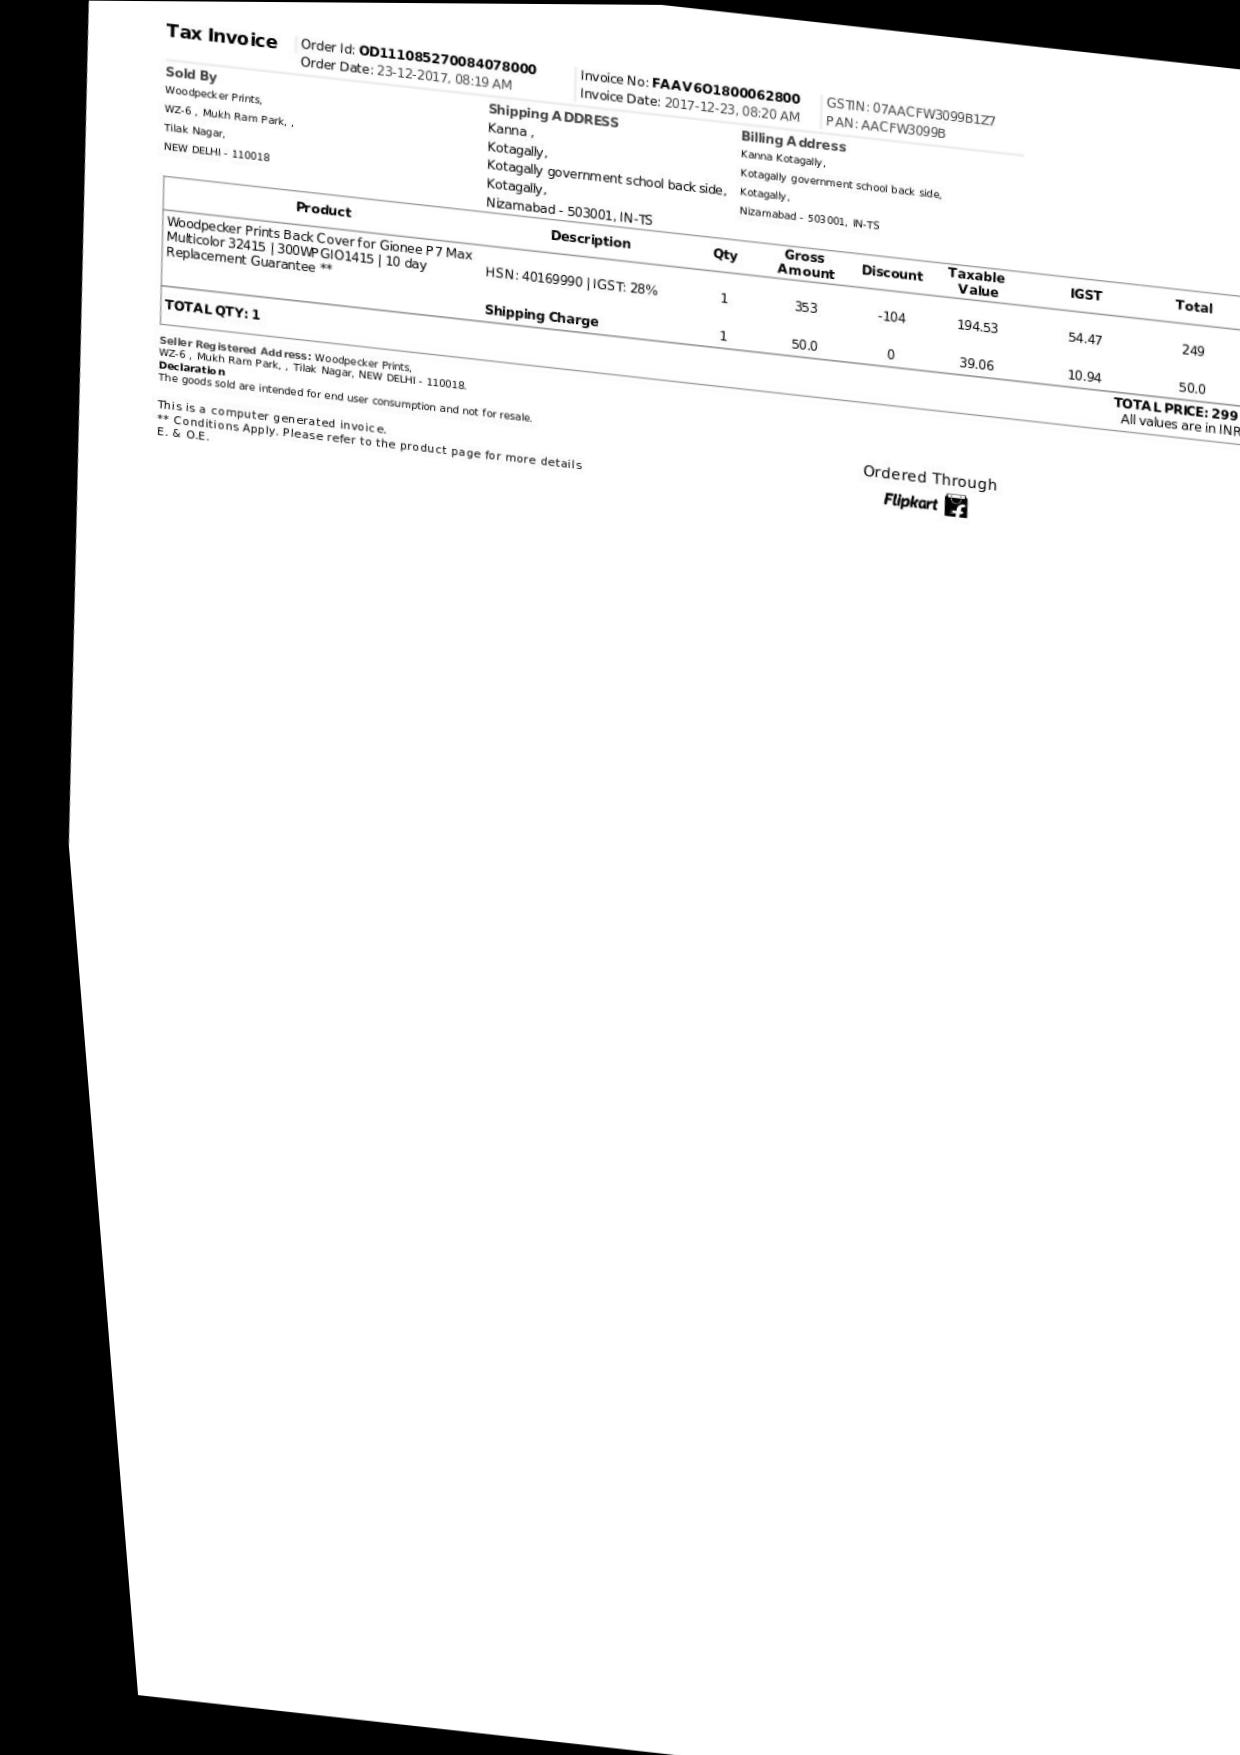 Tax Invoice
Order Id: OD111085270084078000
Order Date: 23-12-2017, 08:19 AM
Invoice No: FAAV6O1800062800
Invoice Date: 2017-12-23, 08:20 AM
GSTIN: 07AACFW3099B1Z7
PAN: AACFW3099B
Sold By
Woodpecker Prints,
WZ-6 , Mukh Ram Park, ,
Tilak Nagar,
NEW DELHI - 110018
Shipping ADDRESS
Kanna ,
Kotagally,
Kotagally government school back side,
Kotagally,
Nizamabad - 503001, IN-TS
Billing Address
Kanna Kotagally,
Kotagally government school back side,
Kotagally,
Nizamabad - 503001, IN-TS
Product Description Qty Gross Amount Discount Taxable Value IGST Total
Woodpecker Prints Back Cover for Gionee P7 Max
Multicolor 32415 | 300WPGIO1415 | 10 day
Replacement Guarantee **
HSN: 40169990 | IGST: 28% 1 353 -104 194.53 54.47 249
Shipping Charge 1 50.0 0 39.06 10.94 50.0
TOTAL QTY: 1
TOTAL PRICE: 299
All values are in INR
Seller Registered Address: Woodpecker Prints,
WZ-6 , Mukh Ram Park, , Tilak Nagar, NEW DELHI - 110018.
Declaration
The goods sold are intended for end user consumption and not for resale.
This is a computer generated invoice.
** Conditions Apply. Please refer to the product page for more details
E. & O.E.
Ordered Through
Flipkart